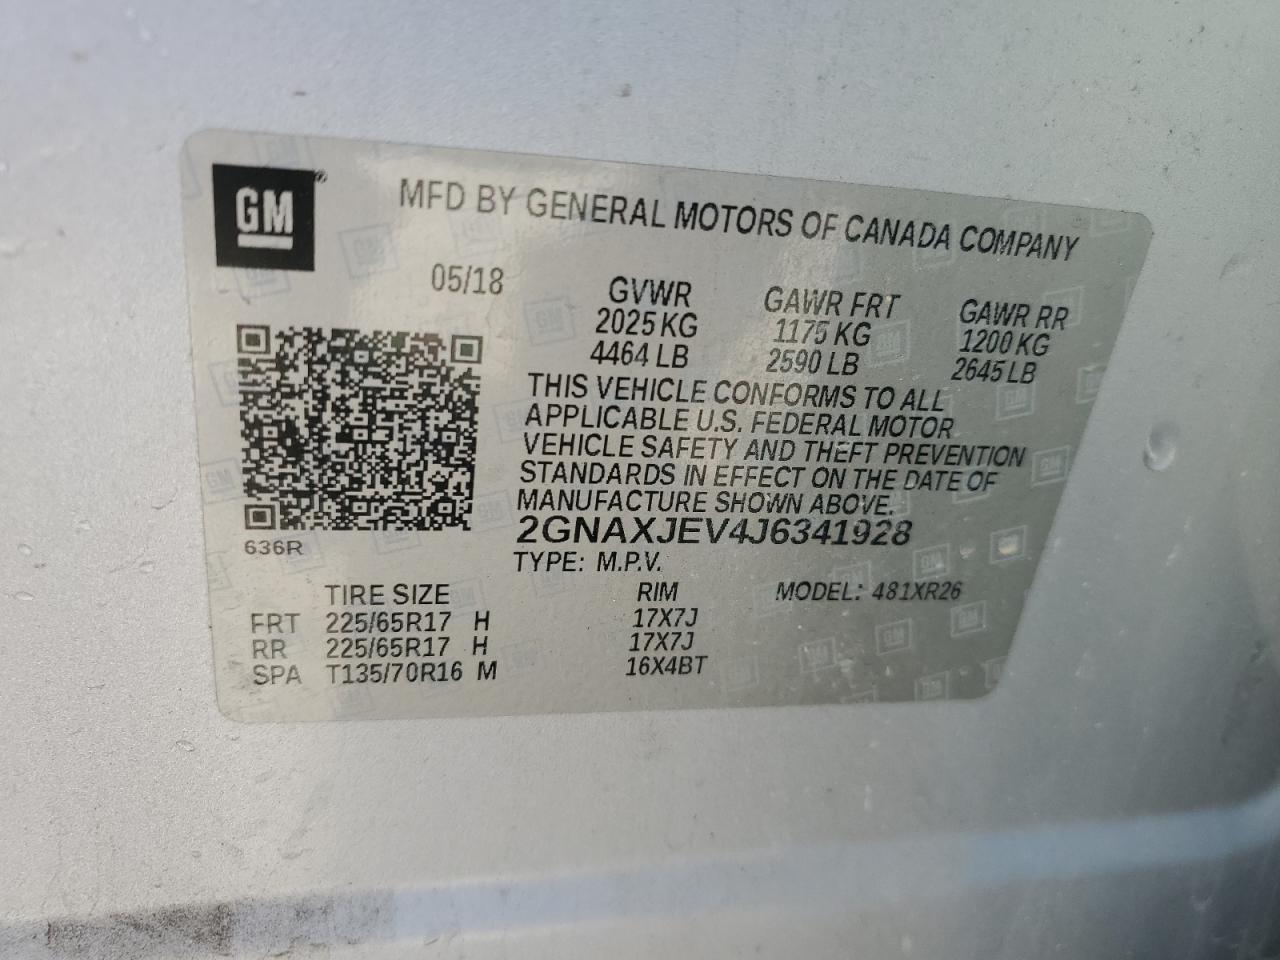 GM
MFD BY GENERAL MOTORS OF CANADA COMPANY
05/18
GVWR GAWR FRT GAWR RR
2025 KG 1175 KG 1200 KG
4464 LB 2590 LB 2645 LB
THIS VEHICLE CONFORMS TO ALL
APPLICABLE U.S. FEDERAL MOTOR
VEHICLE SAFETY AND THEFT PREVENTION
STANDARDS IN EFFECT ON THE DATE OF
MANUFACTURE SHOWN ABOVE.
2GNAXJEV4J6341928
636R
TYPE: M.P.V.
TIRE SIZE RIM MODEL: 481XR26
FRT 225/65R17 H 17X7J
RR 225/65R17 H 17X7J
SPA T135/70R16 M 16X4BT